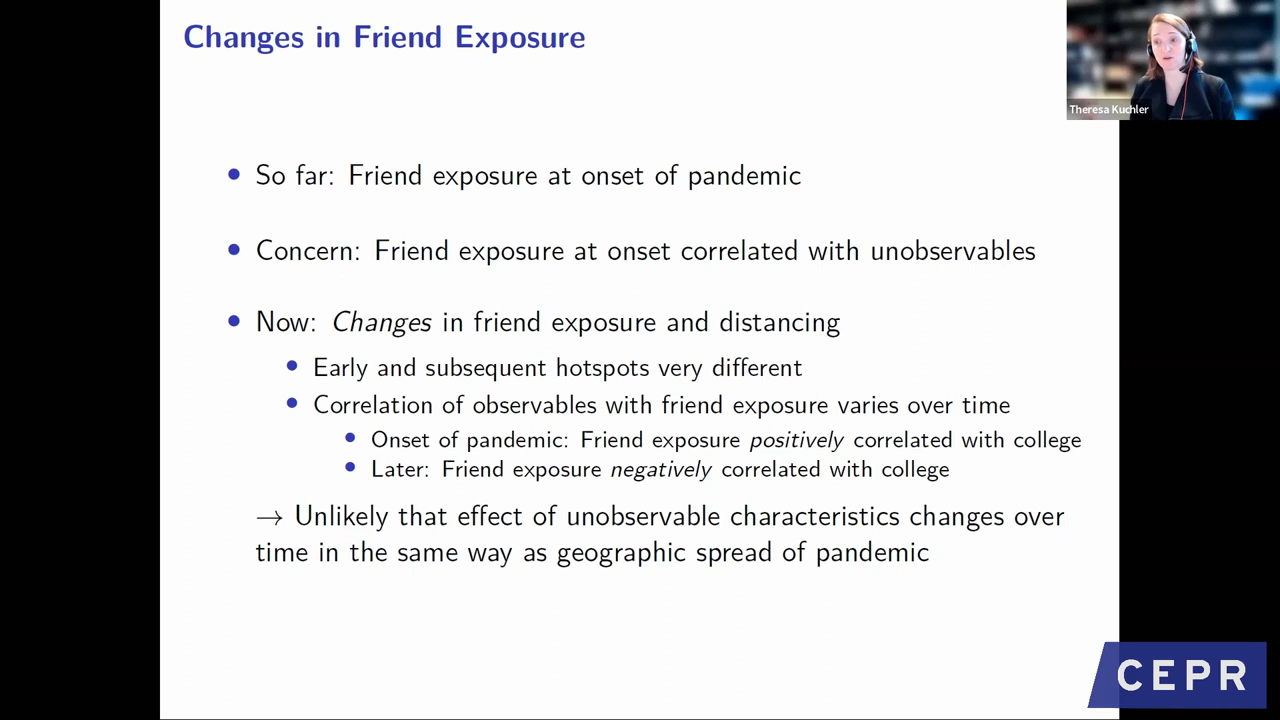 Changes in Friend Exposure
Theresa Kuchler
• So far: Friend exposure at onset of pandemic
• Concern: Friend exposure at onset correlated with unobservables
• Now: Changes in friend exposure and distancing
• Early and subsequent hotspots very different
• Correlation of observables with friend exposure varies over time
• Onset of pandemic: Friend exposure positively correlated with college
• Later: Friend exposure negatively correlated with college
→ Unlikely that effect of unobservable characteristics changes over
time in the same way as geographic spread of pandemic
CEPR